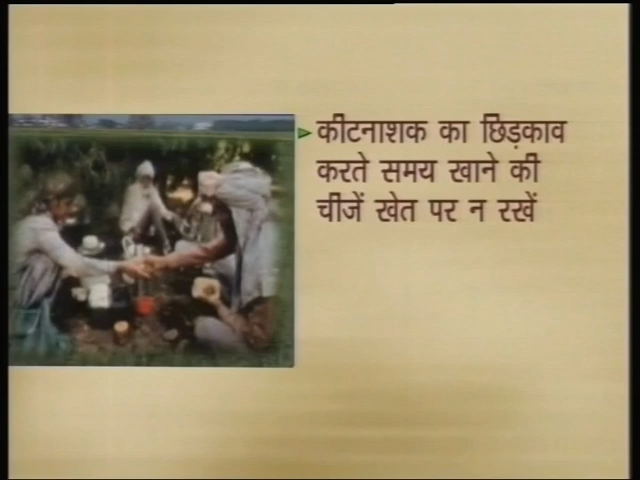 कीटनाशक का छिड़काव
करते समय खाने की
चीजें खेत पर न रखें